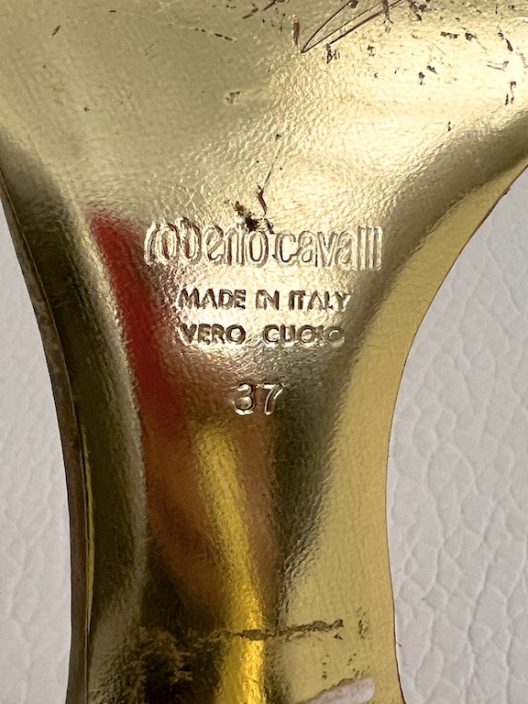 roberto cavalli
MADE IN ITALY
VERO CUOIO
37